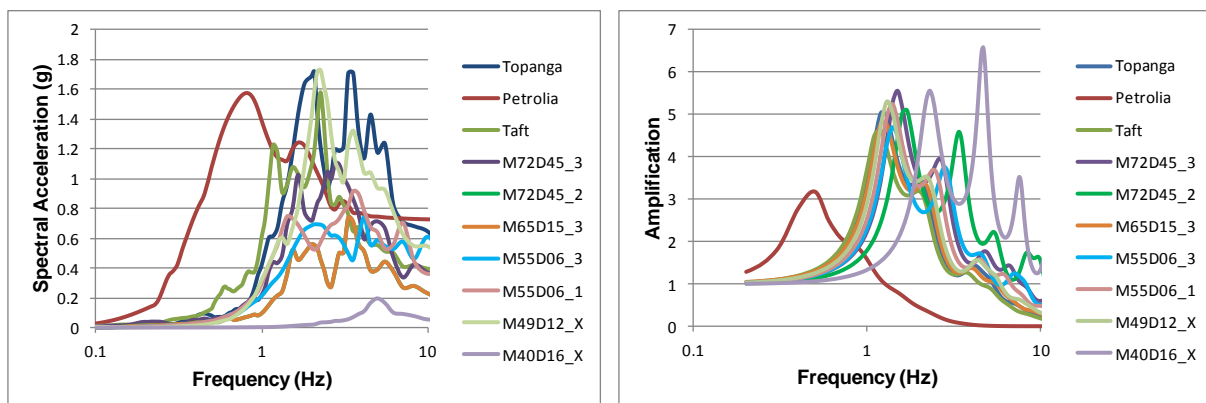 Spectral Acceleration (g)
2
1.8
1.6
1.4
1.2
1
0.8
0.6
0.4
0.2
0
0.1
1
10
Frequency (Hz)
Topanga
Petrolia
Taft
M72D45_3
M72D45_2
M65D15_3
M55D06_3
M55D06_1
M49D12_X
M40D16_X
Amplification
7
6
5
4
3
2
1
0
0.1
1
10
Frequency (Hz)
Topanga
Petrolia
Taft
M72D45_3
M72D45_2
M65D15_3
M55D06_3
M55D06_1
M49D12_X
M40D16_X